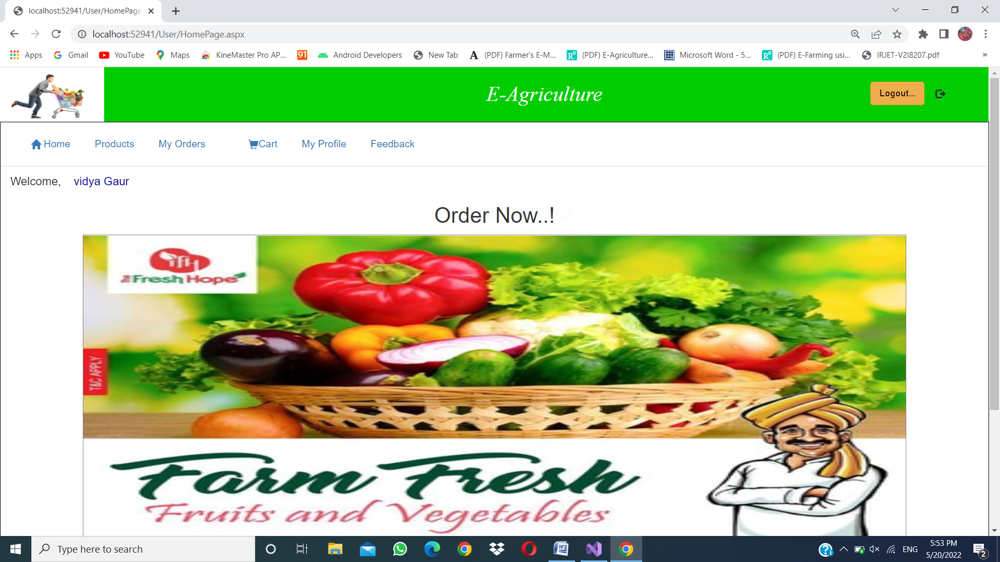 localhost:52941/User/HomePage
localhost:52941/User/HomePage.aspx
Apps
Gmail
YouTube
Maps
KineMaster Pro AP...
91
Android Developers
New Tab
A
(PDF) Farmer's E-M...
(PDF) E-Agriculture...
Microsoft Word - 5...
(PDF) E-Farming usi...
IRJET-V2I8207.pdf
»
E-Agriculture
Logout...
Home
Products
My Orders
Cart
My Profile
Feedback
Welcome, vidya Gaur
Order Now..!
Fresh Hope
T&C APPLY
Farm Fresh
Fruits and Vegetables
Type here to search
ENG
5:53 PM
5/20/2022
2